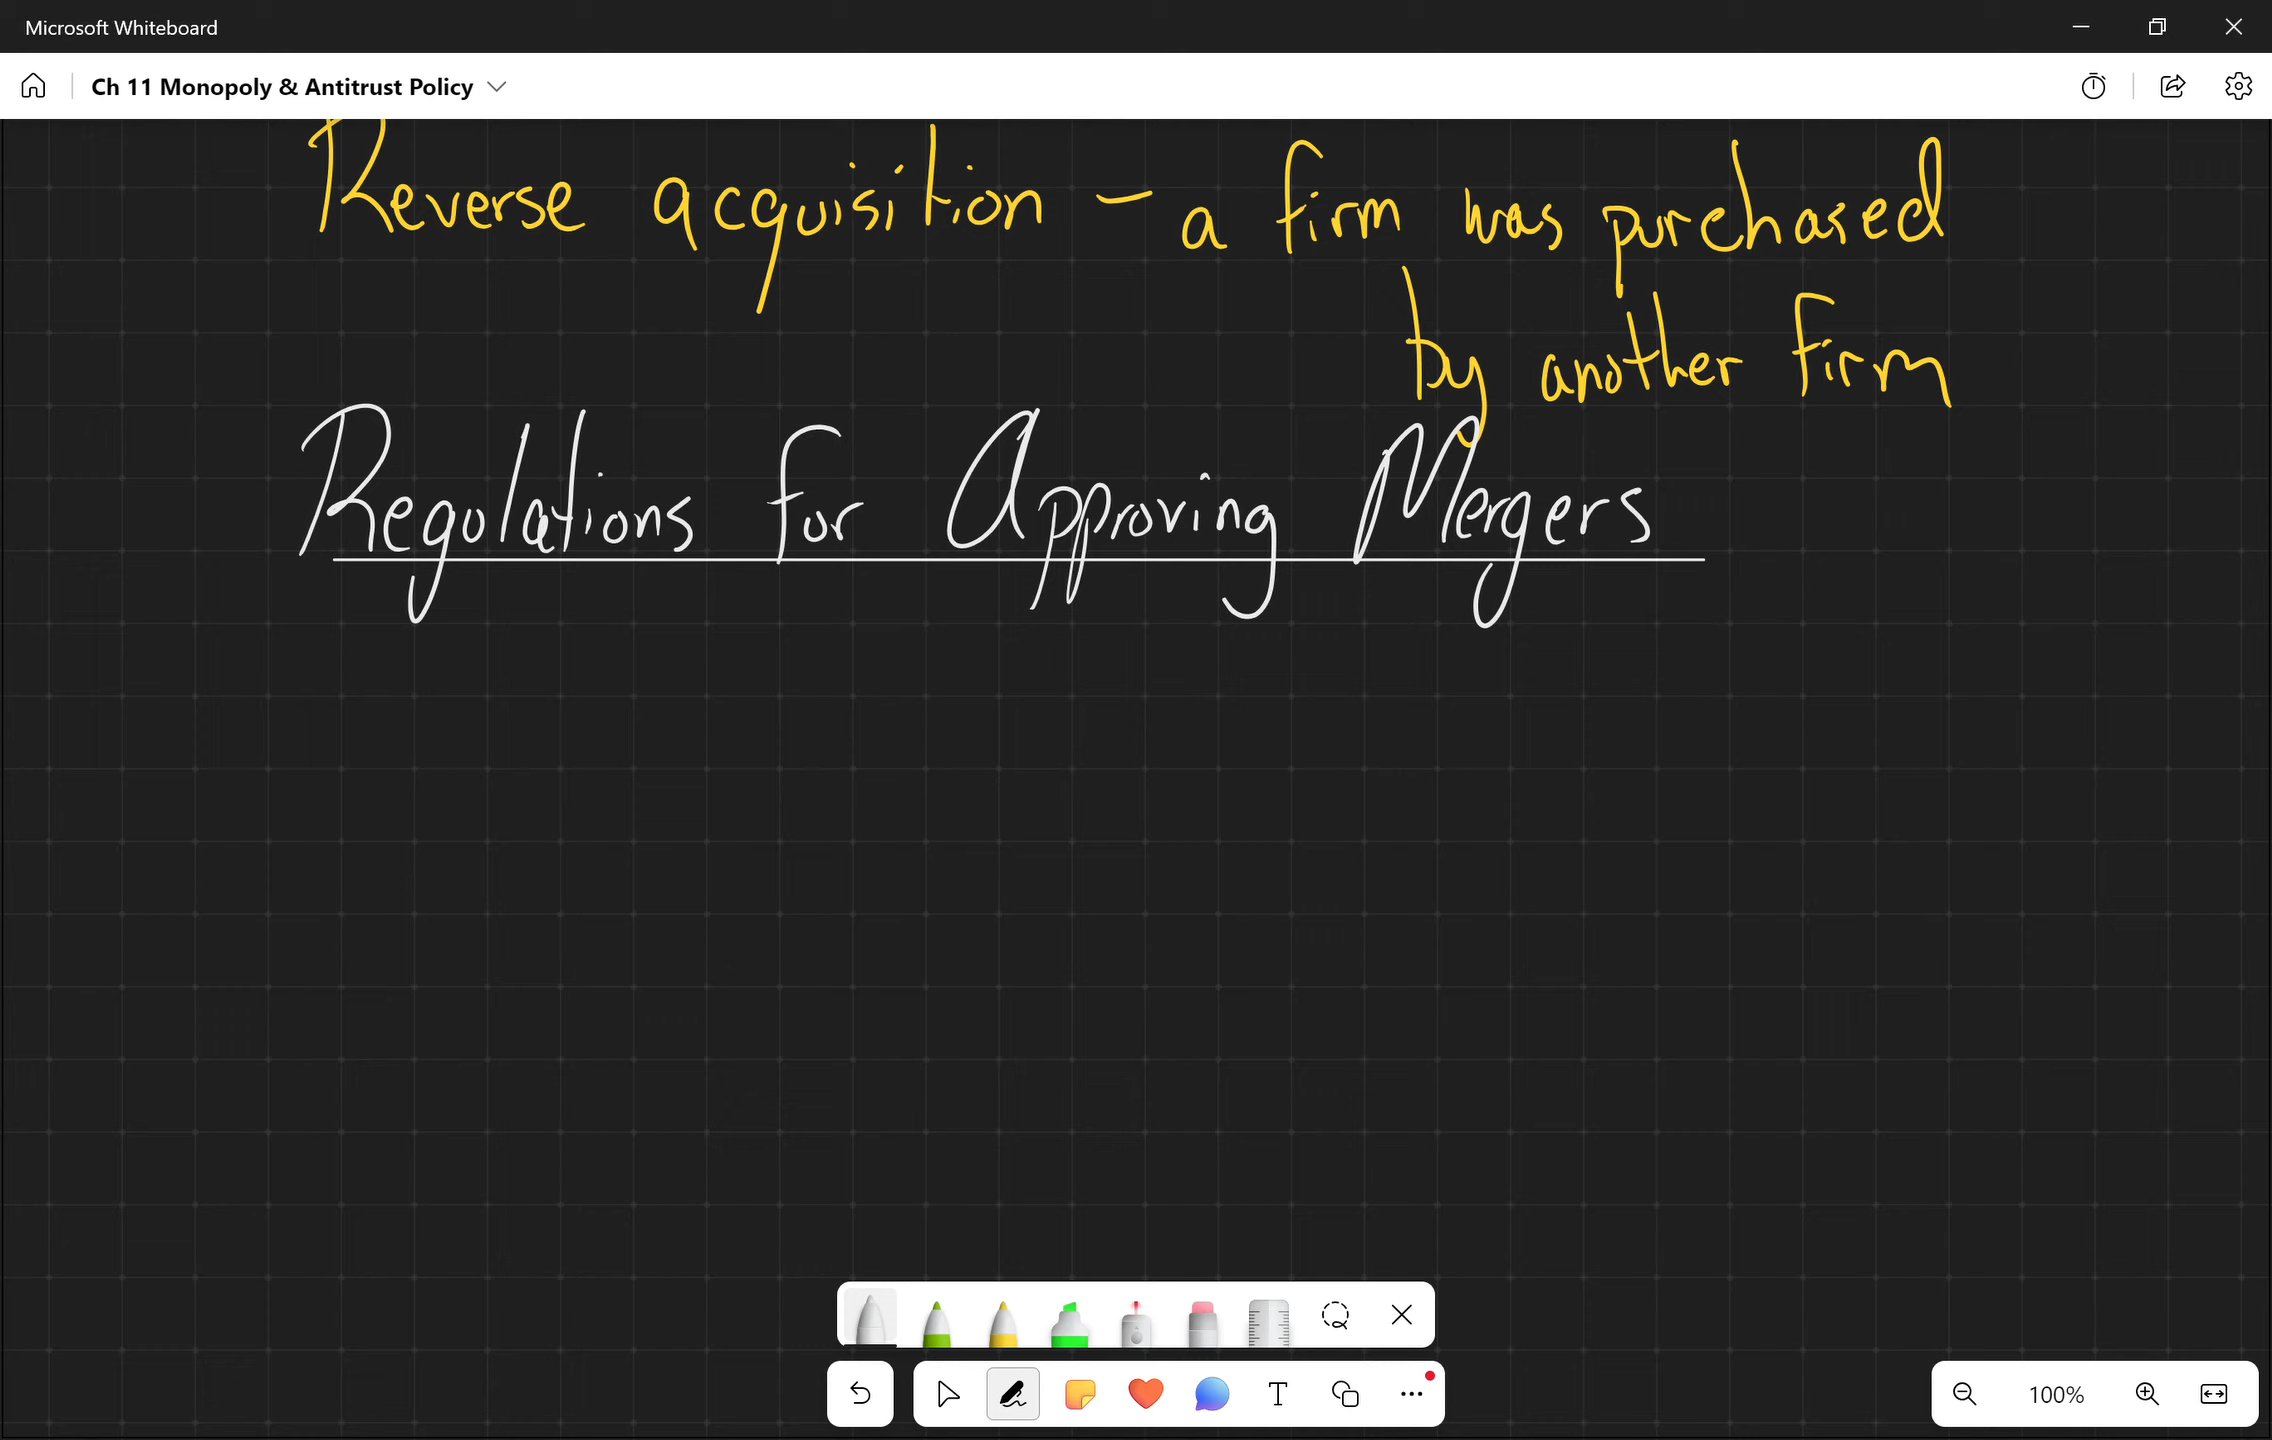 Microsoft Whiteboard
Ch 11 Monopoly & Antitrust Policy
Reverse acquisition - a firm was purchased
by another firm
Regulations for Approving Mergers
T
100%